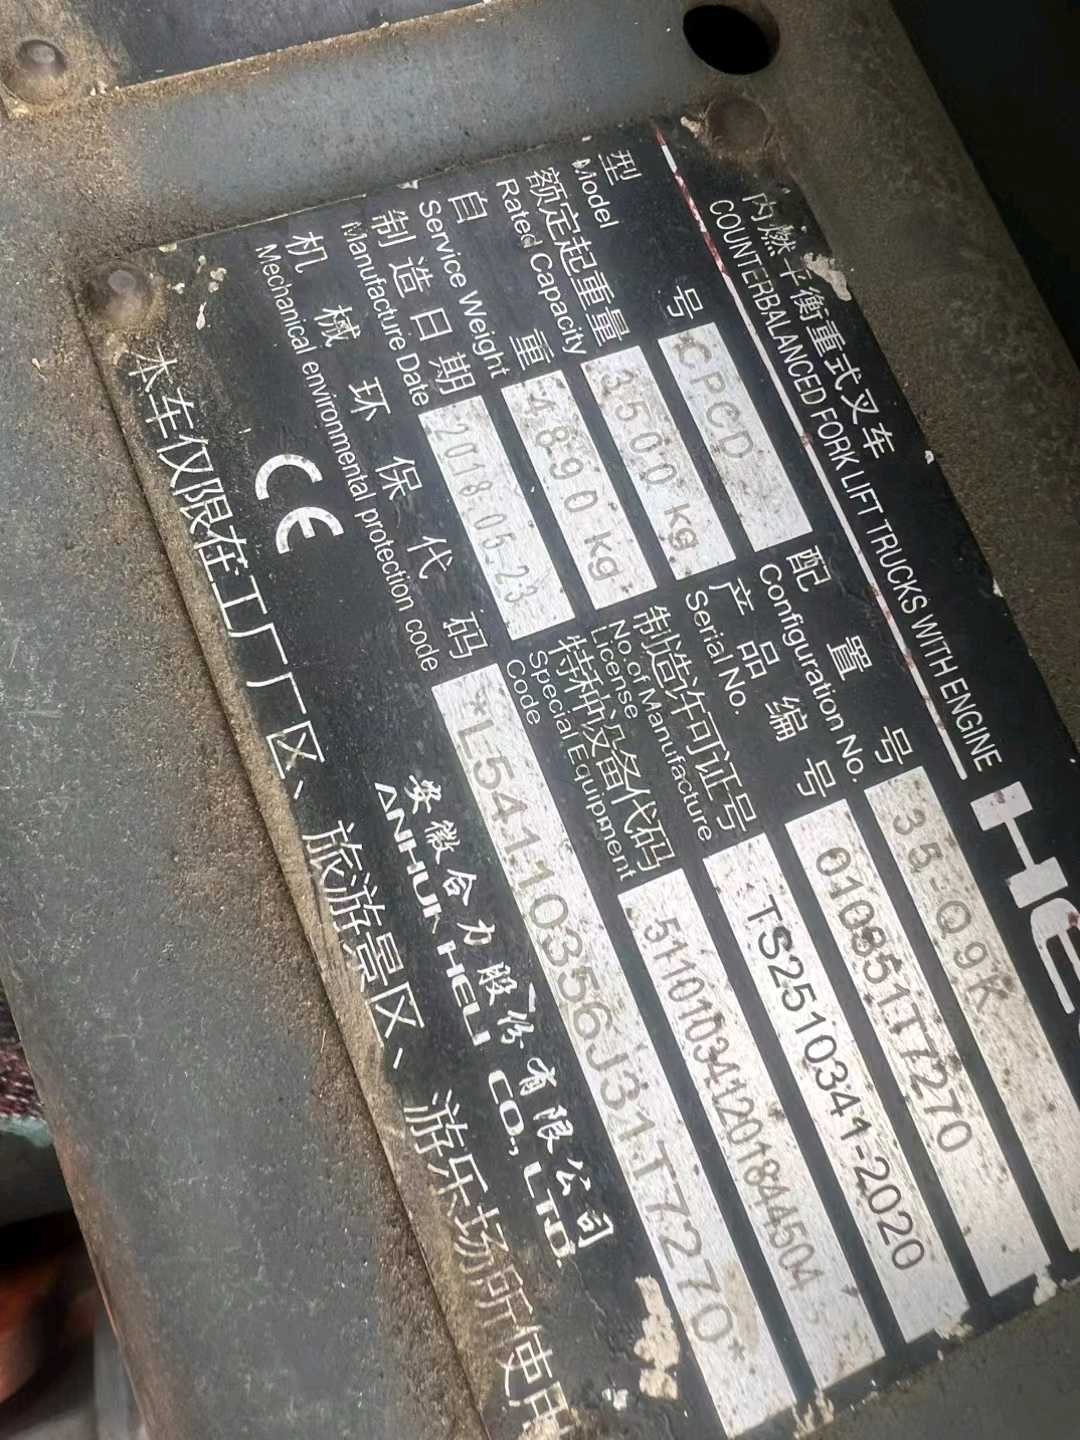 HE
内燃平衡重式叉车
COUNTERBALANCED FORK LIFT TRUCKS WITH ENGINE
型号 CPCD 配置号 35-Q9K
Model Configuration No.
额定起重量 3500 kg 产品编号 010851T7270
Rated Capacity Serial No.
自重 4890 kg 制造许可证号 TS2510344-2020
Service Weight No. of Manufacture License
制造日期 2018.05.23 特种设备代码 51101034120184 4504
Manufacture Date Special Equipment Code
机械环保代码 *L54110356J31T7270*
Mechanical environmental protection code
CE 安徽合力股份有限公司
ANHUI HELI CO., LTD.
本车仅限在工厂厂区、旅游景区、游乐场所使用